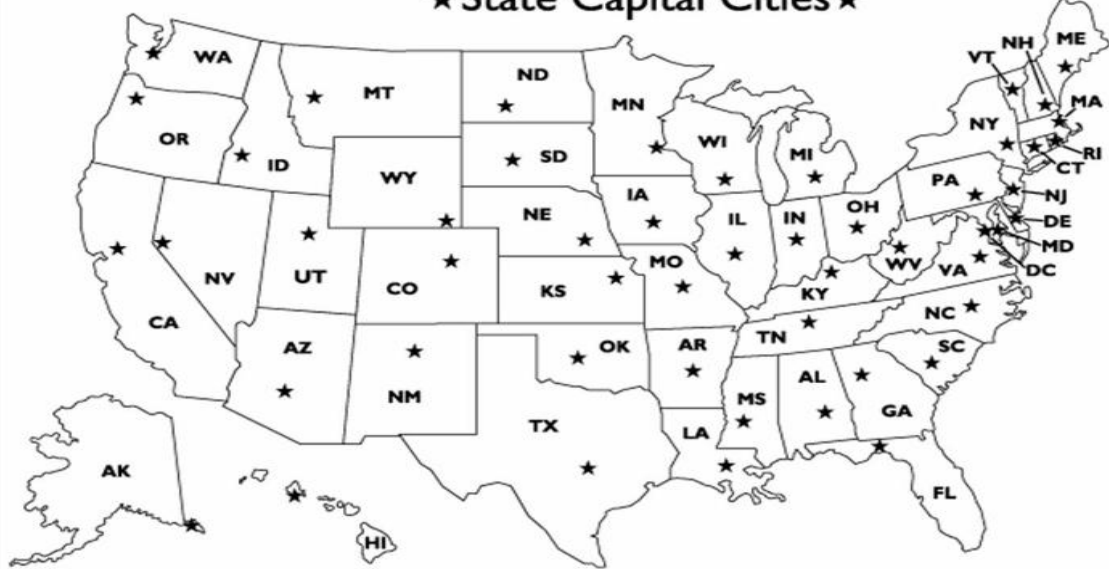 ★State Capital Cities★
WA
MT
ND
MN
VT
NH
ME
OR
ID
WY
SD
WI
MI
NY
MA
RI
CT
NV
UT
CO
NE
IA
IL
IN
OH
PA
NJ
DE
MD
DC
CA
AZ
NM
KS
MO
KY
WV
VA
OK
AR
TN
NC
SC
TX
LA
MS
AL
GA
FL
AK
HI